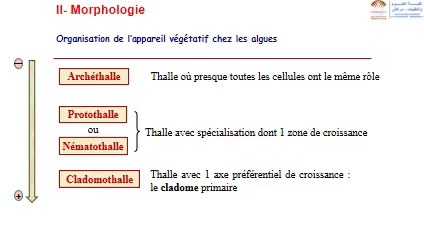 II- Morphologie
Organisation de l'appareil végétatif chez les algues
Archéthalle
Thalle où presque toutes les cellules ont le même rôle
Protothalle
ou
Nématothalle
Thalle avec spécialisation dont 1 zone de croissance
Cladomothalle
Thalle avec 1 axe préférentiel de croissance :
le cladome primaire